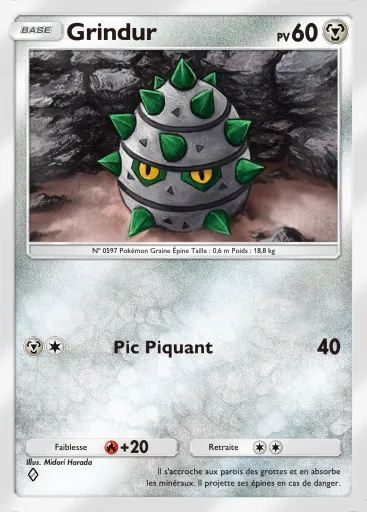 BASE Grindur PV 60
N° 0597 Pokémon Graine Épine Taille : 0,6 m Poids : 18,8 kg
Pic Piquant 40
Faiblesse +20 Retraite
Illus. Midori Harada
Il s'accroche aux parois des grottes et en absorbe
les minéraux. Il projette ses épines en cas de danger.